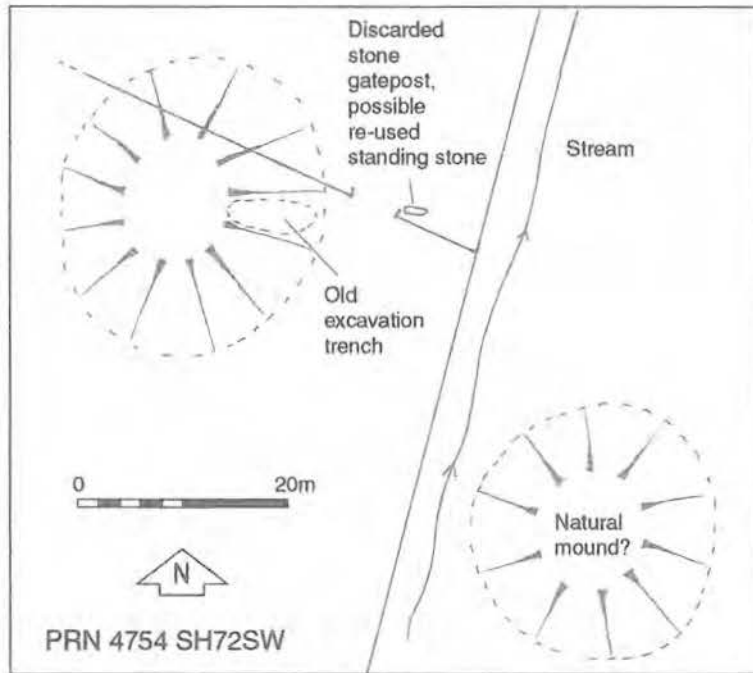 Discarded
stone
gatepost,
possible
re-used
standing stone
Stream
Old
excavation
trench
0 20m
Natural
mound?
N
PRN 4754 SH72SW